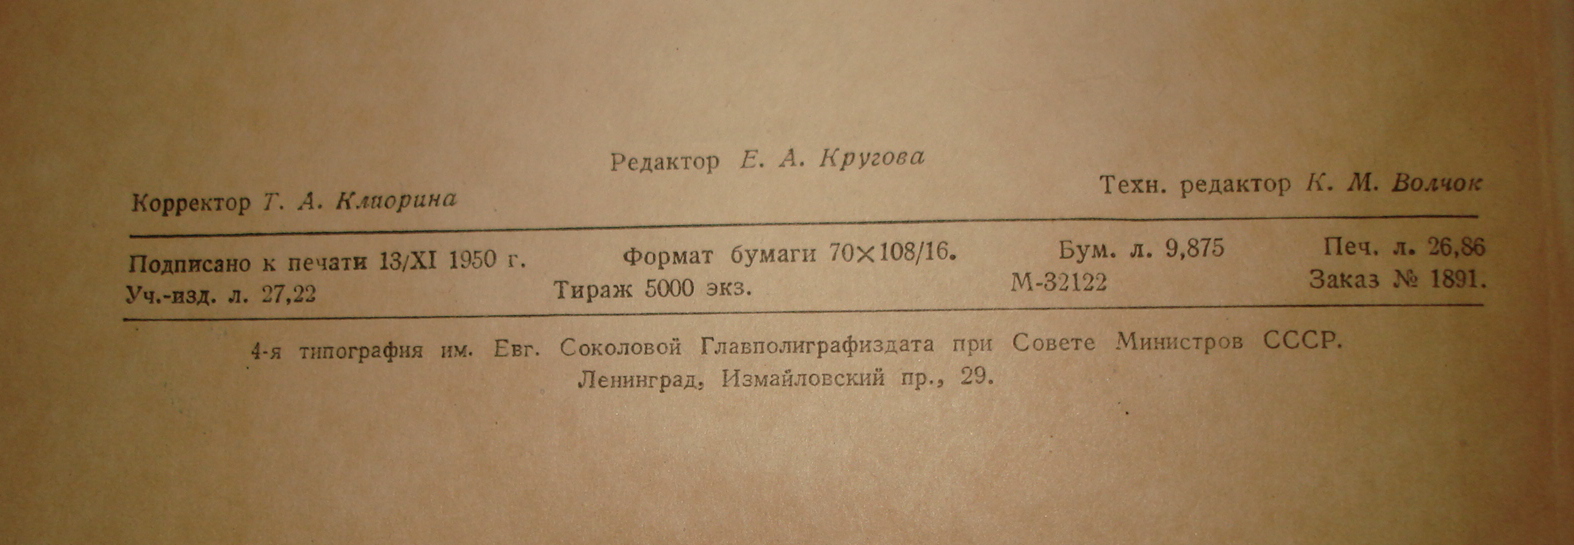 Редактор Е. А. Кругова
Корректор Т. А. Клиорина Техн. редактор К. М. Волчок
Подписано к печати 13/XI 1950 г. Формат бумаги 70×108/16. Бум. л. 9,875 Печ. л. 26,86
Уч.-изд. л. 27,22 Тираж 5000 экз. М-32122 Заказ № 1891.
4-я типография им. Евг. Соколовой Главполиграфиздата при Совете Министров СССР.
Ленинград, Измайловский пр., 29.